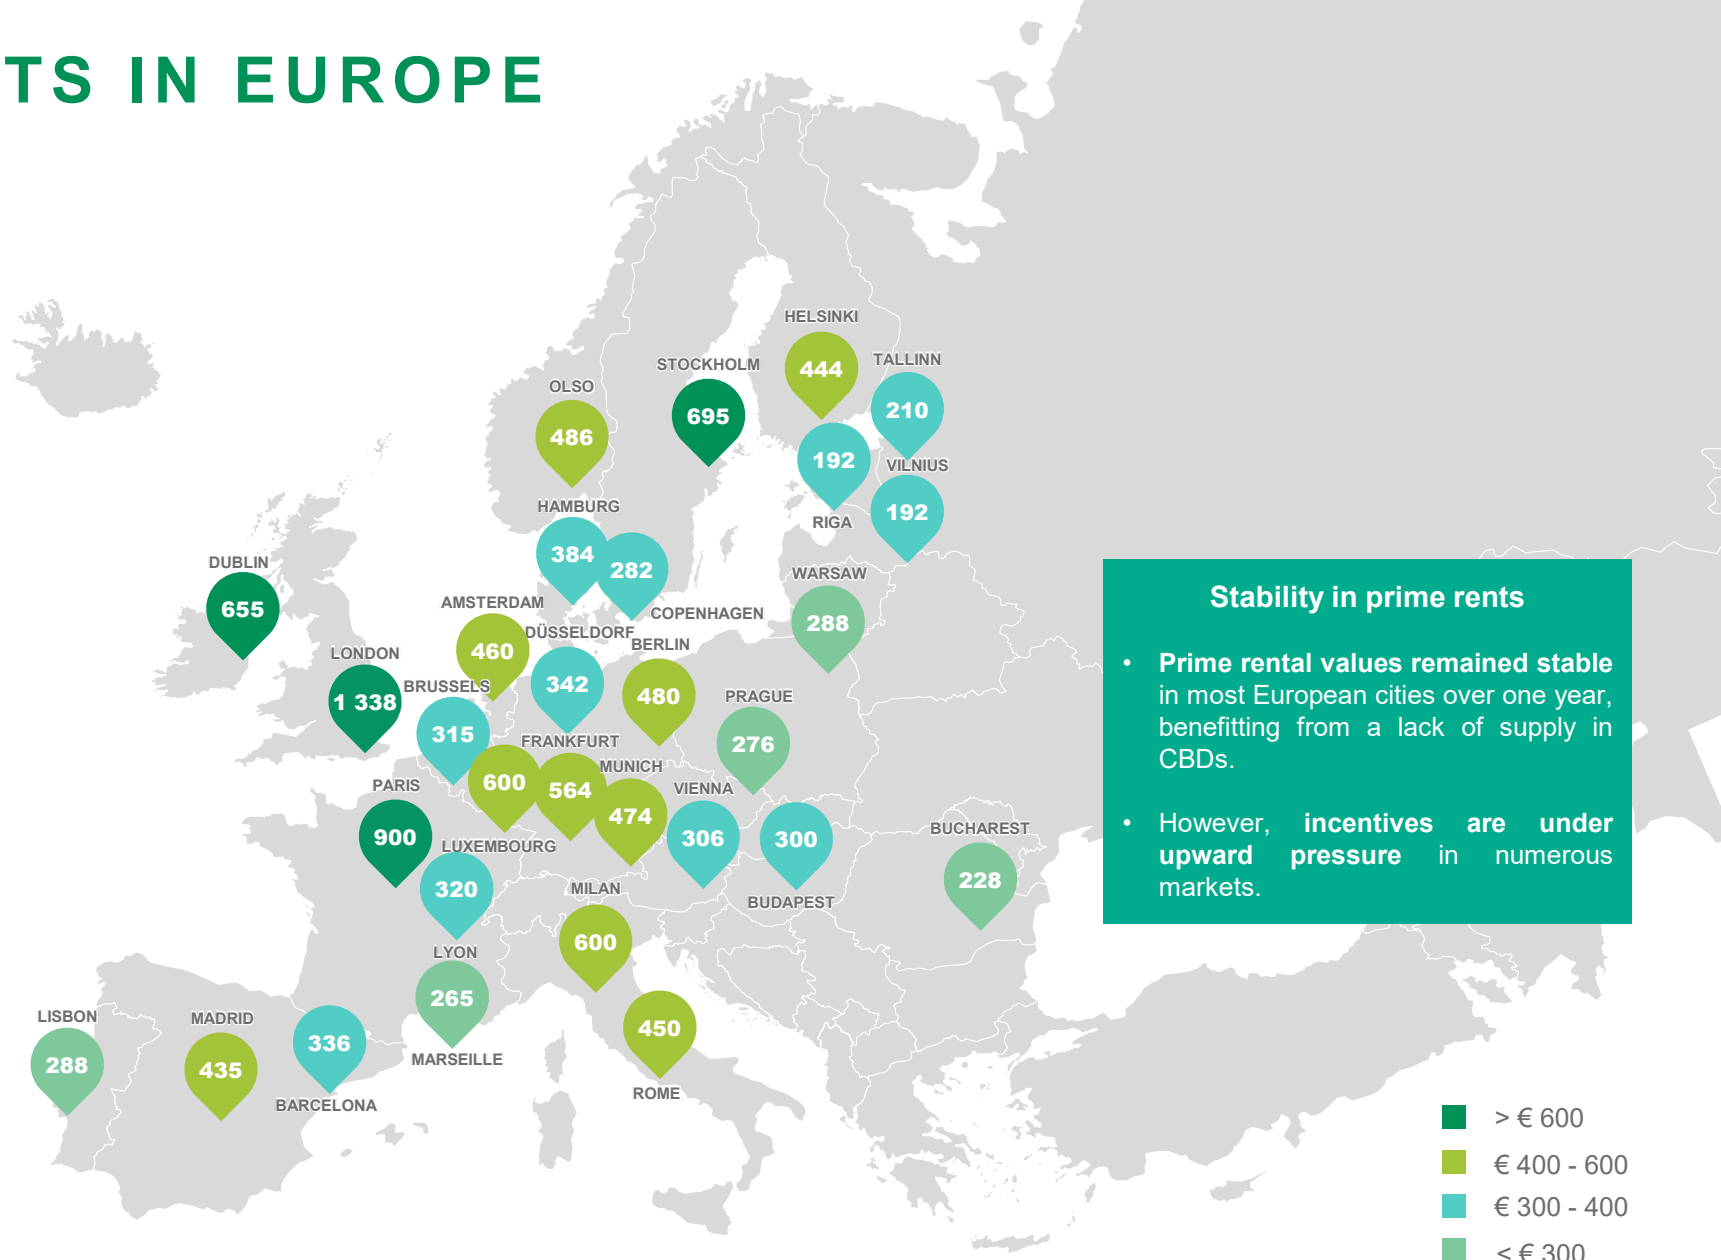 TS IN EUROPE
HELSINKI
444
STOCKHOLM
695
TALLINN
210
OLSO
486
192
RIGA
VILNIUS
192
HAMBURG
384
282
COPENHAGEN
DUBLIN
655
WARSAW
288
AMSTERDAM
460
DÜSSELDORF
342
BERLIN
480
LONDON
1 338
BRUSSELS
315
PRAGUE
276
FRANKFURT
564
600
LUXEMBOURG
MUNICH
474
PARIS
900
VIENNA
306
300
BUDAPEST
BUCHAREST
228
320
LYON
MILAN
600
265
MARSEILLE
LISBON
288
MADRID
435
336
BARCELONA
450
ROME
Stability in prime rents
• Prime rental values remained stable
in most European cities over one year,
benefitting from a lack of supply in
CBDs.
• However, incentives are under
upward pressure in numerous
markets.
> € 600
€ 400 - 600
€ 300 - 400
< € 300